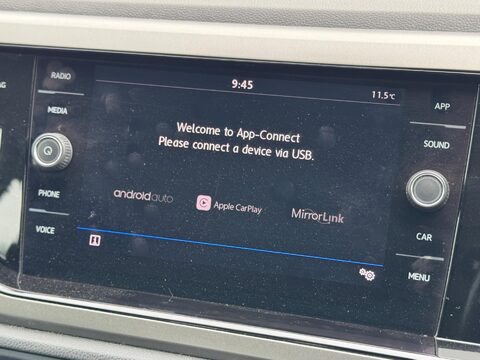 RADIO
MEDIA
PHONE
VOICE
9:45
11.5°C
Welcome to App-Connect
Please connect a device via USB.
androidauto
Apple CarPlay
MirrorLink
APP
SOUND
CAR
MENU